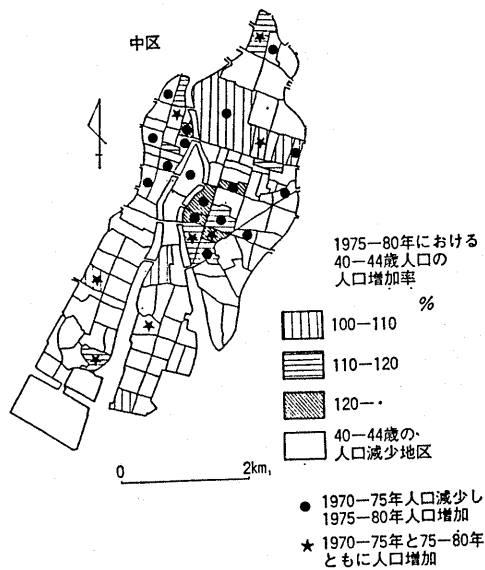 中区
1975−80年における
40−44歳人口の
人口増加率
%
100−110
110−120
120−・
40−44歳の・
人口減少地区
0 2km,
● 1970−75年人口減少し
1975−80年人口増加
★ 1970−75年と75−80年
ともに人口増加